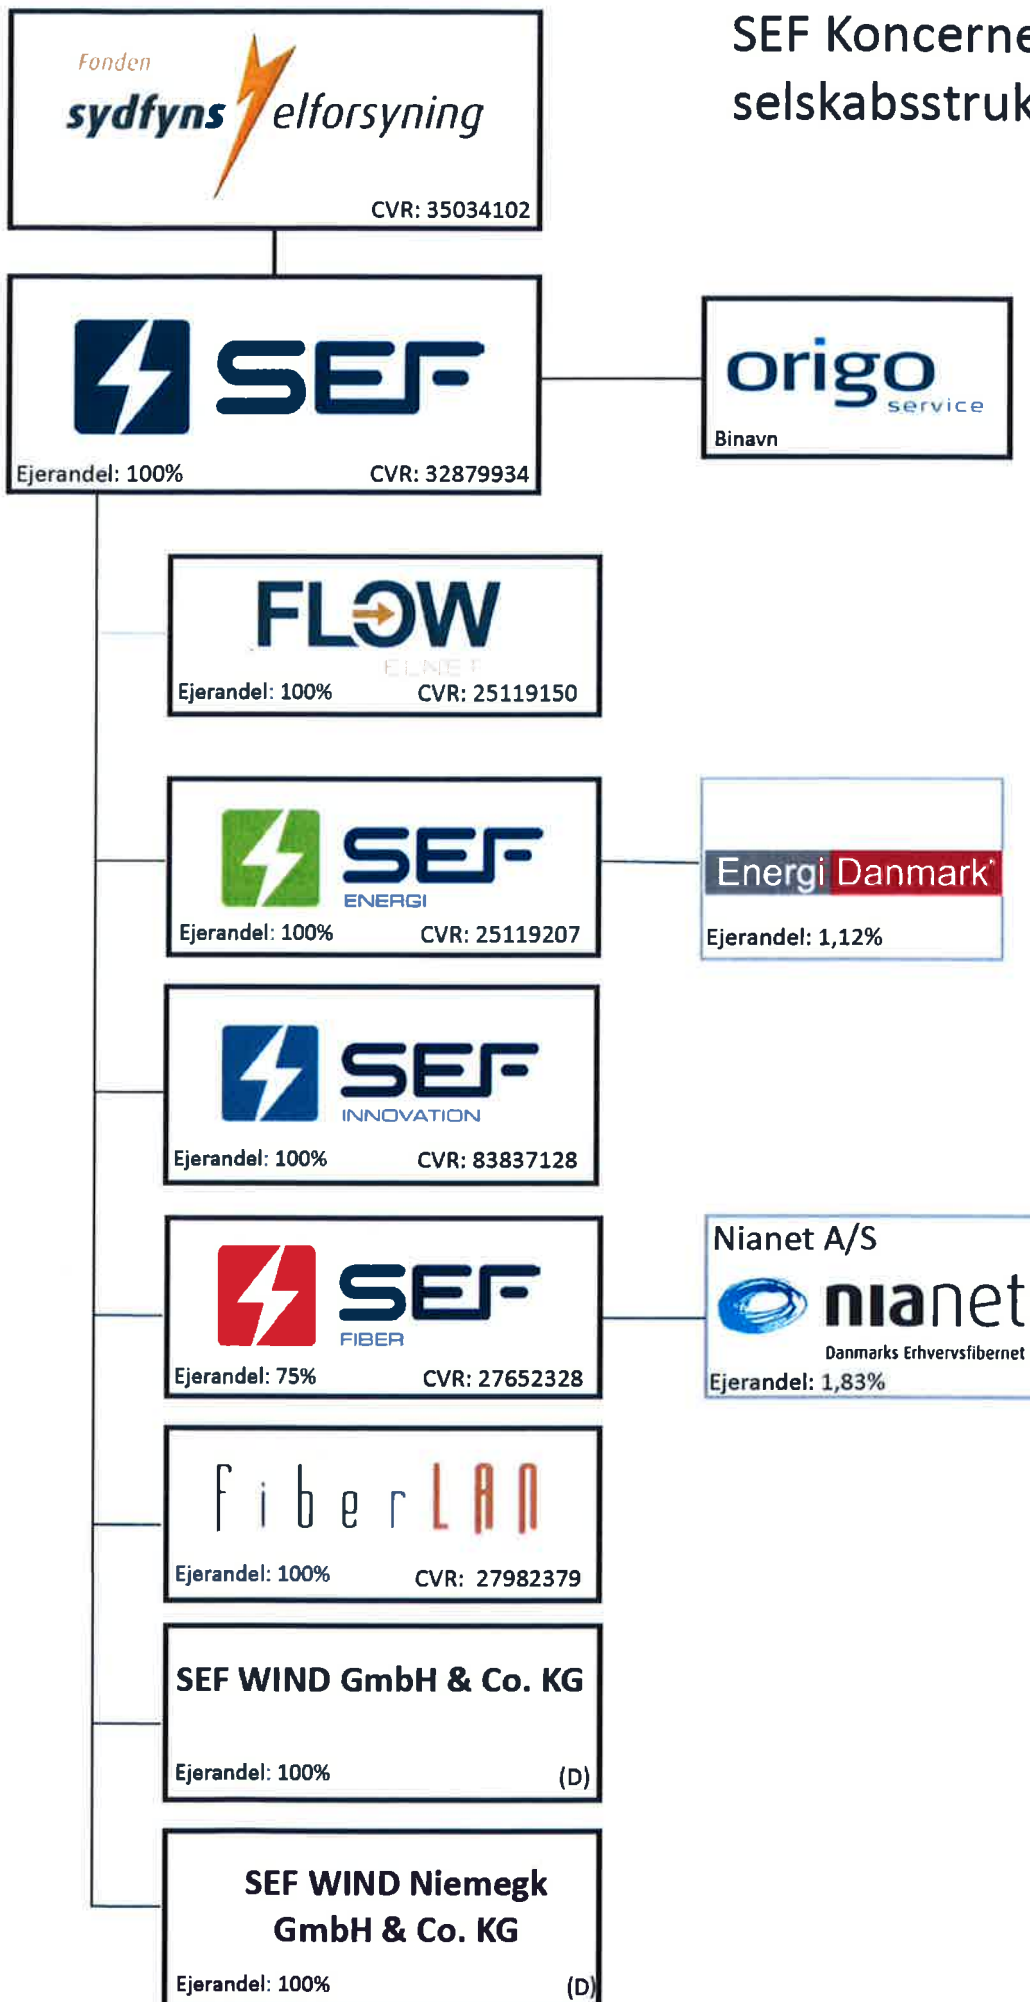 SEF Koncerne
selskabsstruk
Fonden
sydfyns elforsyning
CVR: 35034102
SEF
Ejerandel: 100% CVR: 32879934
origo
service
Binavn
FLOW
ELNET
Ejerandel: 100% CVR: 25119150
SEF
ENERGI
Ejerandel: 100% CVR: 25119207
Energi Danmark
Ejerandel: 1,12%
SEF
INNOVATION
Ejerandel: 100% CVR: 83837128
SEF
FIBER
Ejerandel: 75% CVR: 27652328
Nianet A/S
nianet
Danmarks Erhvervsfibernet
Ejerandel: 1,83%
fiberLAN
Ejerandel: 100% CVR: 27982379
SEF WIND GmbH & Co. KG
Ejerandel: 100% (D)
SEF WIND Niemegk
GmbH & Co. KG
Ejerandel: 100% (D)